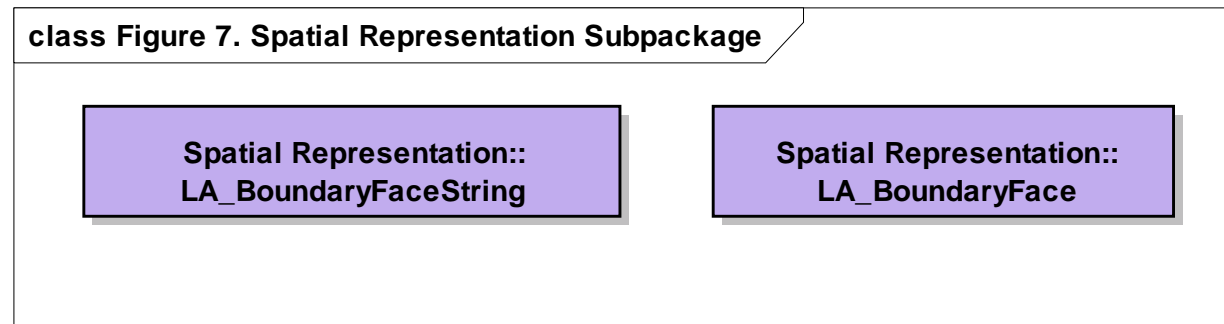 class Figure 7. Spatial Representation Subpackage
Spatial Representation::
LA_BoundaryFaceString
Spatial Representation::
LA_BoundaryFace